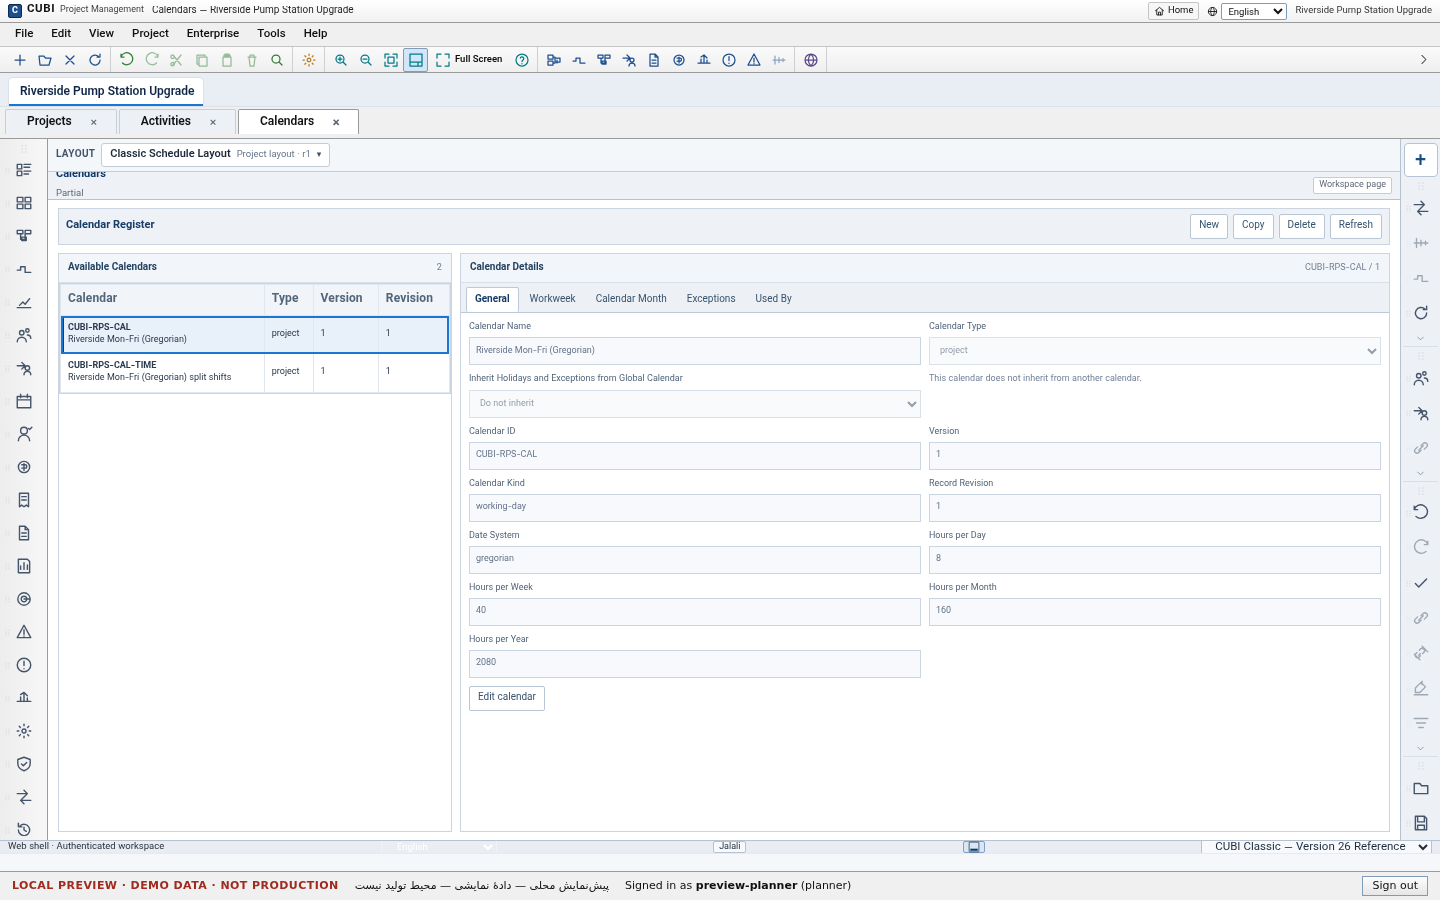 CUBI Project Management Calendars — Riverside Pump Station Upgrade Home English Riverside Pump Station Upgrade
File Edit View Project Enterprise Tools Help
Full Screen
Riverside Pump Station Upgrade
Projects × Activities × Calendars ×
LAYOUT Classic Schedule Layout Project layout · r1
Calendars
Partial Workspace page
Calendar Register New Copy Delete Refresh
Available Calendars 2
Calendar Type Version Revision
CUBI-RPS-CAL
Riverside Mon-Fri (Gregorian) project 1 1
CUBI-RPS-CAL-TIME
Riverside Mon-Fri (Gregorian) split shifts project 1 1
Calendar Details CUBI-RPS-CAL / 1
General Workweek Calendar Month Exceptions Used By
Calendar Name Calendar Type
Riverside Mon-Fri (Gregorian) project
Inherit Holidays and Exceptions from Global Calendar This calendar does not inherit from another calendar.
Do not inherit
Calendar ID Version
CUBI-RPS-CAL 1
Calendar Kind Record Revision
working-day 1
Date System Hours per Day
gregorian 8
Hours per Week Hours per Month
40 160
Hours per Year
2080
Edit calendar
Web shell · Authenticated workspace English Jalali CUBI Classic — Version 26 Reference
LOCAL PREVIEW · DEMO DATA · NOT PRODUCTION پیش‌نمایش محلی — دادهٔ نمایشی — محیط تولید نیست Signed in as preview-planner (planner) Sign out